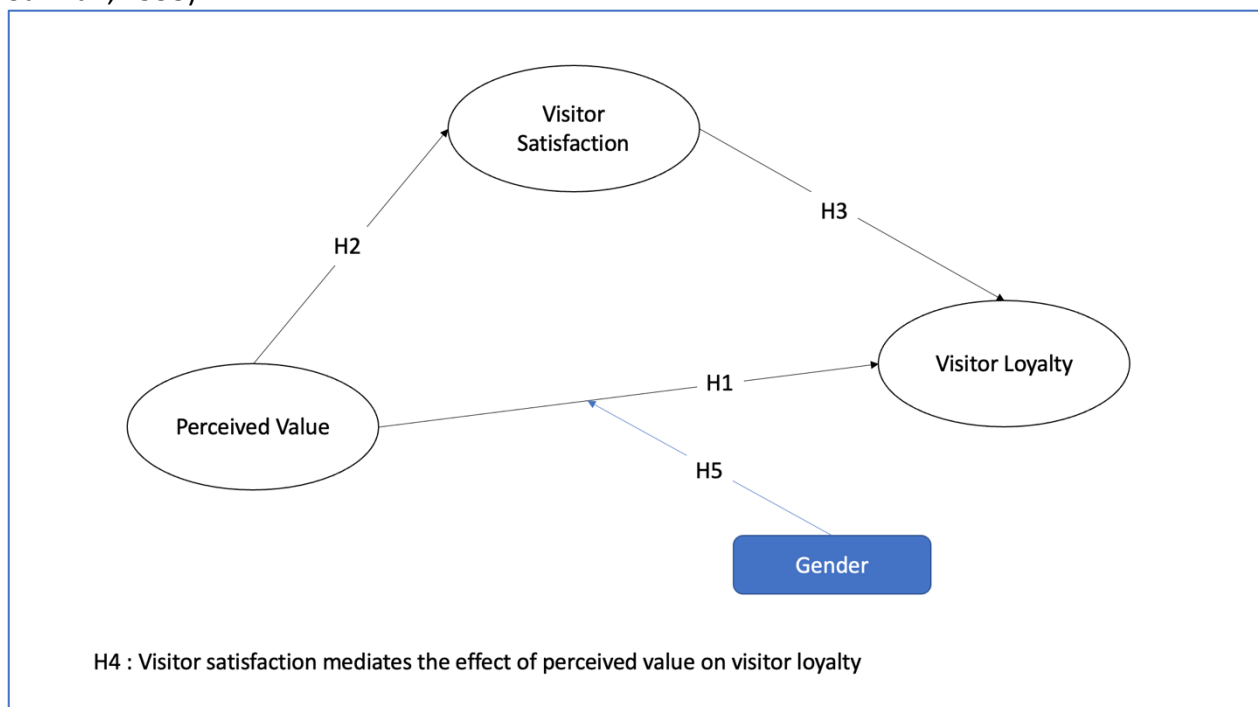 Visitor
Satisfaction
H3
H2
Visitor Loyalty
H1
Perceived Value
H5
Gender
H4 : Visitor satisfaction mediates the effect of perceived value on visitor loyalty